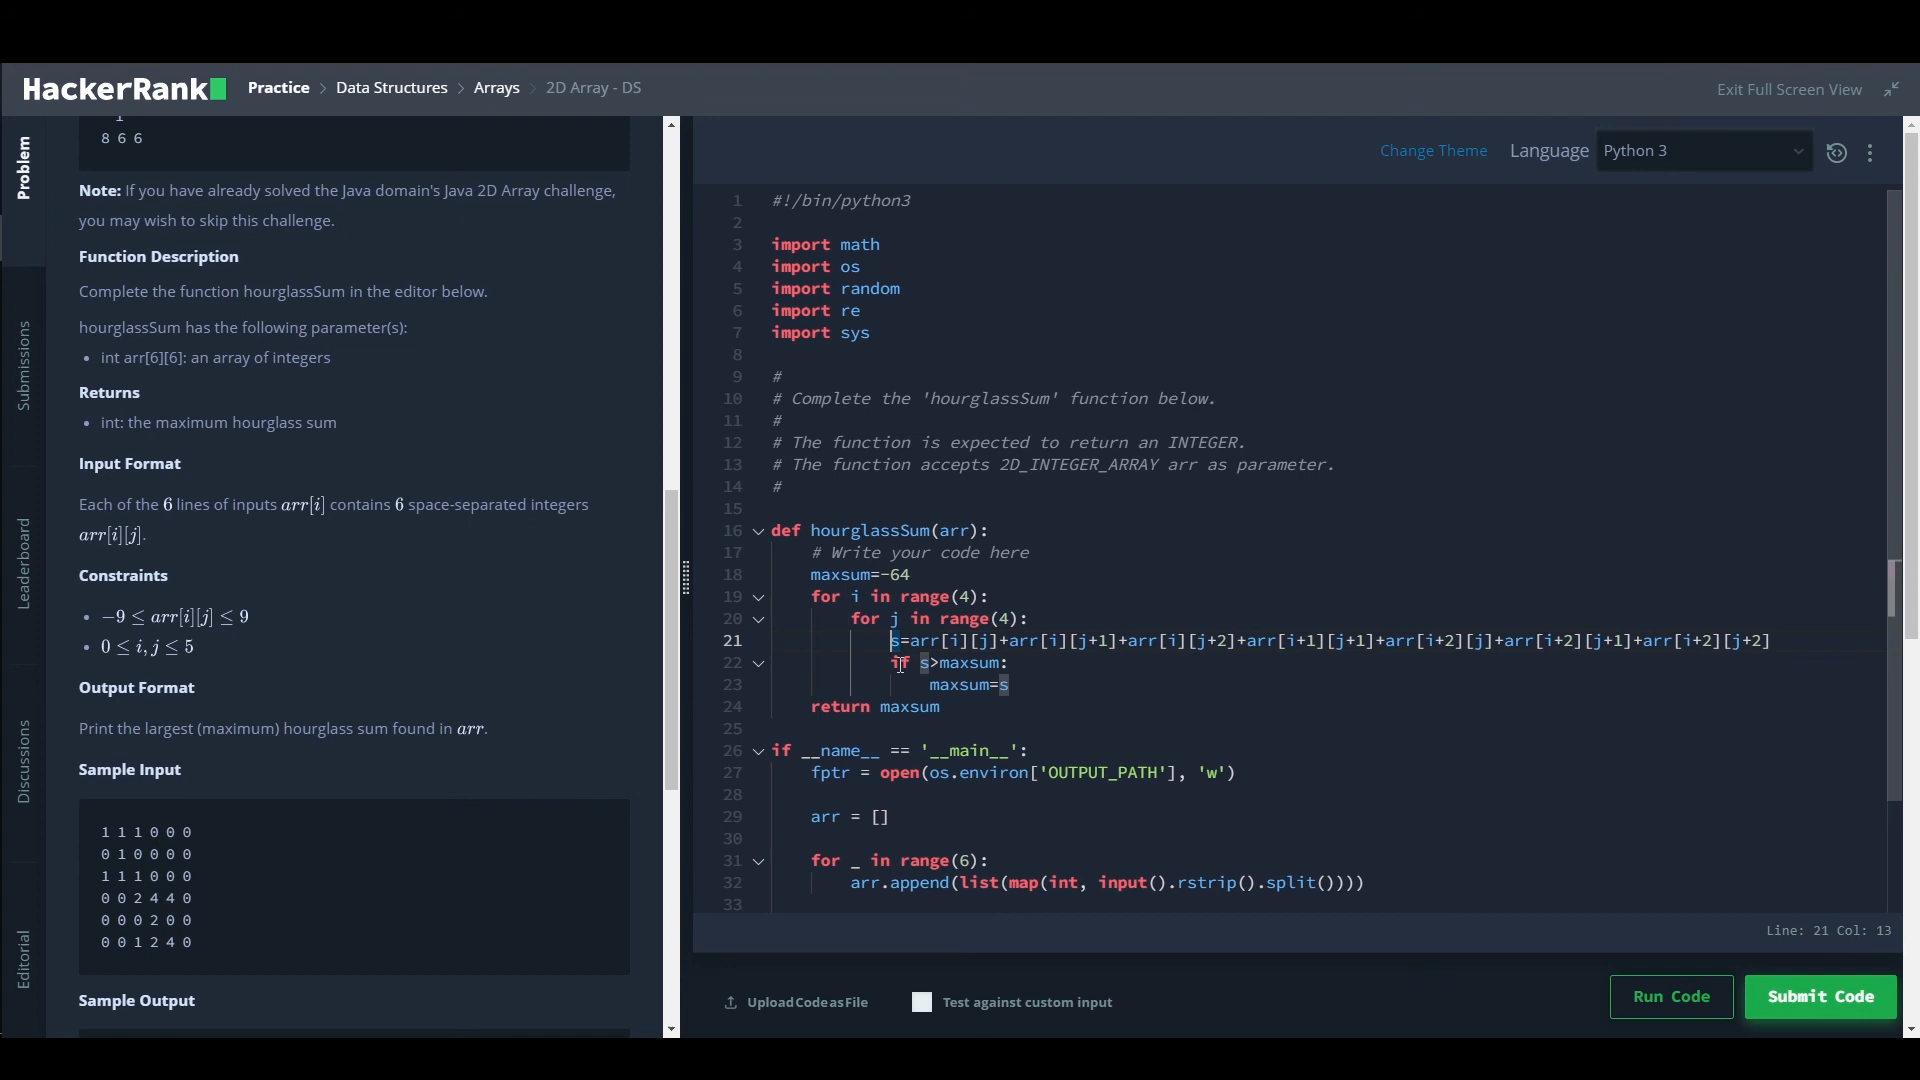 HackerRank
Practice > Data Structures > Arrays > 2D Array - DS
Exit Full Screen View
Problem
Submissions
Leaderboard
Discussions
Editorial
8 6 6
Note: If you have already solved the Java domain's Java 2D Array challenge,
you may wish to skip this challenge.
Function Description
Complete the function hourglassSum in the editor below.
hourglassSum has the following parameter(s):
• int arr[6][6]: an array of integers
Returns
• int: the maximum hourglass sum
Input Format
Each of the 6 lines of inputs arr[i] contains 6 space-separated integers
arr[i][j].
Constraints
• −9 ≤ arr[i][j] ≤ 9
• 0 ≤ i, j ≤ 5
Output Format
Print the largest (maximum) hourglass sum found in arr.
Sample Input
1 1 1 0 0 0
0 1 0 0 0 0
1 1 1 0 0 0
0 0 2 4 4 0
0 0 0 2 0 0
0 0 1 2 4 0
Sample Output
Change Theme Language Python 3
1 #!/bin/python3
2
3 import math
4 import os
5 import random
6 import re
7 import sys
8
9 #
10 # Complete the 'hourglassSum' function below.
11 #
12 # The function is expected to return an INTEGER.
13 # The function accepts 2D_INTEGER_ARRAY arr as parameter.
14 #
15
16 def hourglassSum(arr):
17 # Write your code here
18 maxsum=-64
19 for i in range(4):
20 for j in range(4):
21 s=arr[i][j]+arr[i][j+1]+arr[i][j+2]+arr[i+1][j+1]+arr[i+2][j]+arr[i+2][j+1]+arr[i+2][j+2]
22 if s>maxsum:
23 maxsum=s
24 return maxsum
25
26 if __name__ == '__main__':
27 fptr = open(os.environ['OUTPUT_PATH'], 'w')
28
29 arr = []
30
31 for _ in range(6):
32 arr.append(list(map(int, input().rstrip().split())))
33
Line: 21 Col: 13
Upload Code as File
Test against custom input
Run Code
Submit Code